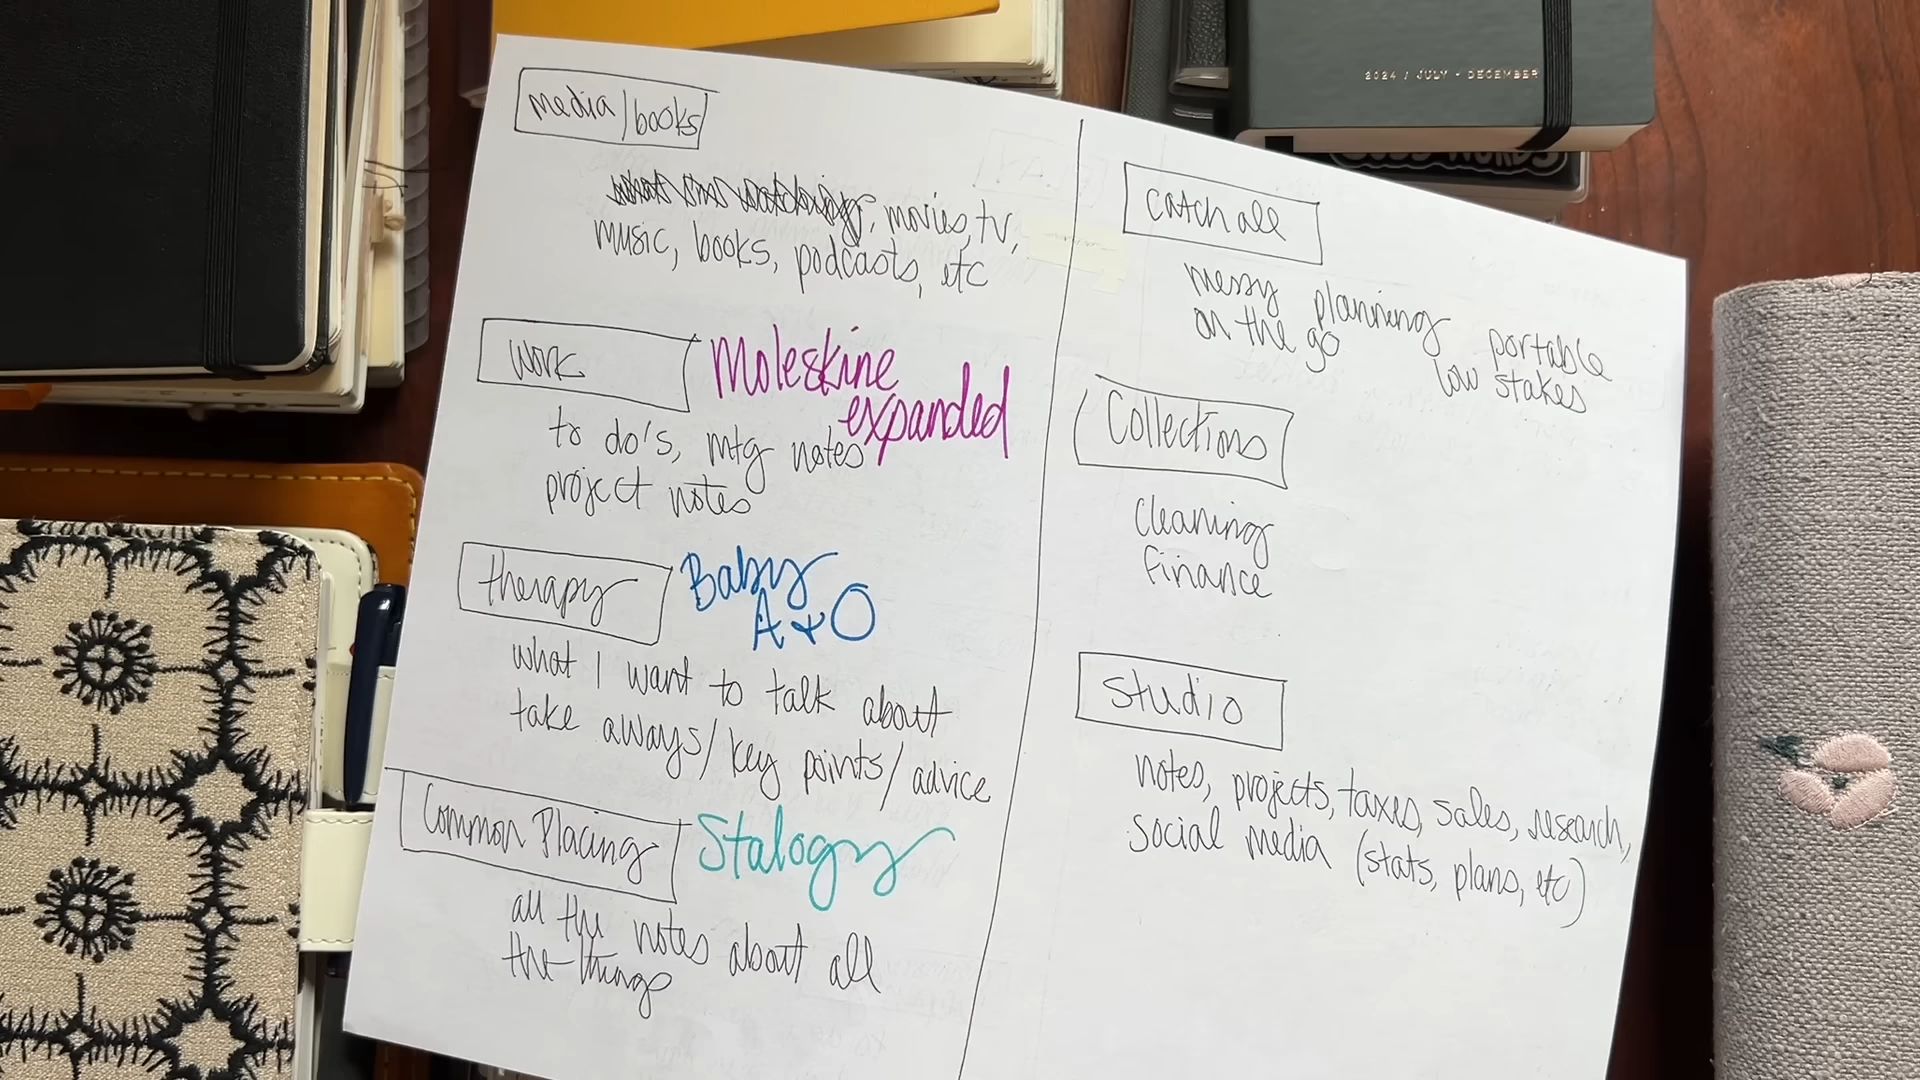 media/books
what I'm watching, movies, tv,
music, books, podcasts, etc
work
Moleskine
expanded
to do's, mtg notes
project notes
therapy
Baby
A+O
what I want to talk about
take aways/key points/advice
Common Placing
Stalogy
all the notes about all
the things
catch all
messy planning portable
on the go low stakes
Collections
cleaning
finance
studio
notes, projects, taxes, sales, research,
social media (stats, plans, etc)
2024 / JULY - DECEMBER
WORDS